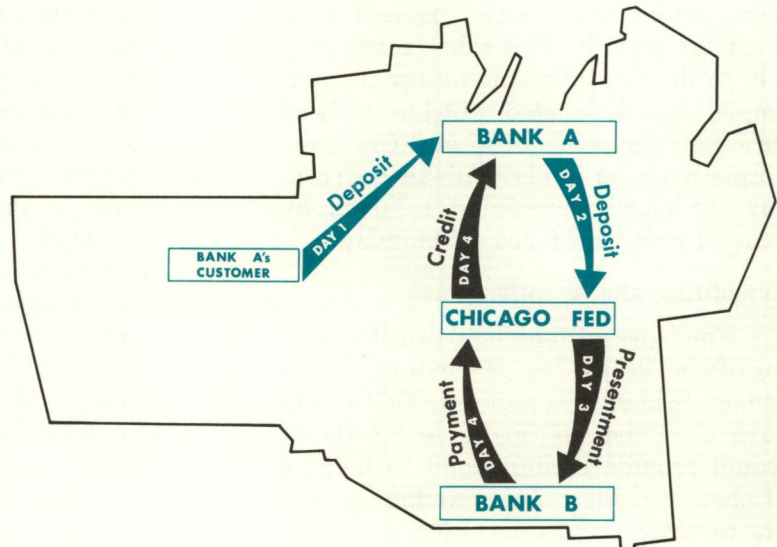 BANK A
Deposit
DAY 1
BANK A's
CUSTOMER
Credit
DAY 4
DAY 2
Deposit
CHICAGO FED
Payment
DAY 4
DAY 3
Presentment
BANK B